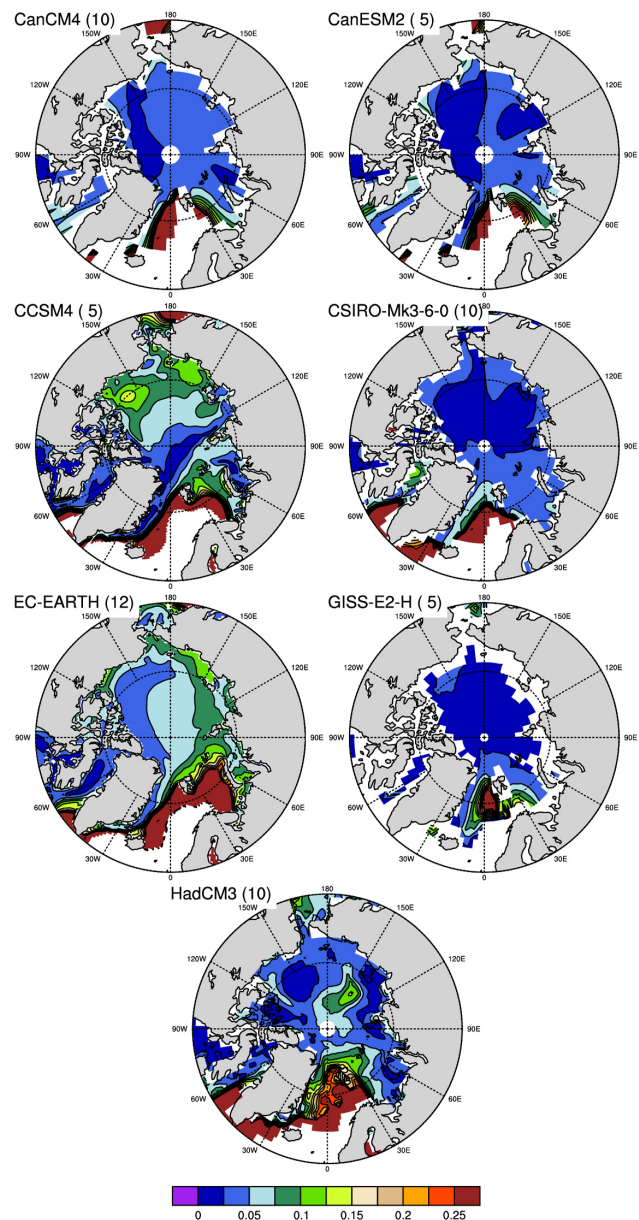 CanCM4 (10)
180
150W
150E
120W
120E
90W
90E
60W
60E
30W
30E
0
CanESM2 ( 5)
180
150W
150E
120W
120E
90W
90E
60W
60E
30W
30E
0
CCSM4 ( 5)
180
150W
150E
120W
120E
90W
90E
60W
60E
30W
30E
0
CSIRO-Mk3-6-0 (10)
180
150W
150E
120W
120E
90W
90E
60W
60E
30W
30E
0
EC-EARTH (12)
180
150W
150E
120W
120E
90W
90E
60W
60E
30W
30E
0
GISS-E2-H ( 5)
180
150W
150E
120W
120E
90W
90E
60W
60E
30W
30E
0
HadCM3 (10)
180
150W
150E
120W
120E
90W
90E
60W
60E
30W
30E
0
0 0.05 0.1 0.15 0.2 0.25